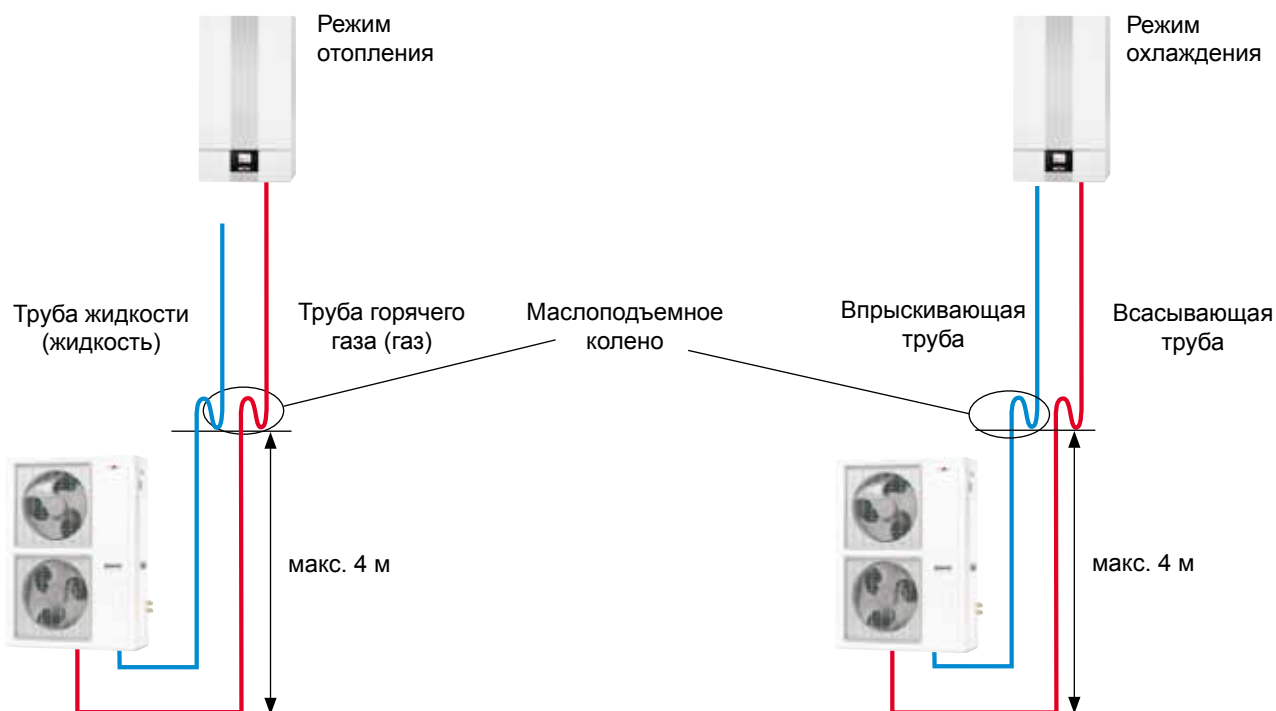 Режим
отопления
Режим
охлаждения
Труба жидкости
(жидкость)
Труба горячего
газа (газ)
Маслоподъемное
колено
Впрыскивающая
труба
Всасывающая
труба
макс. 4 м
макс. 4 м